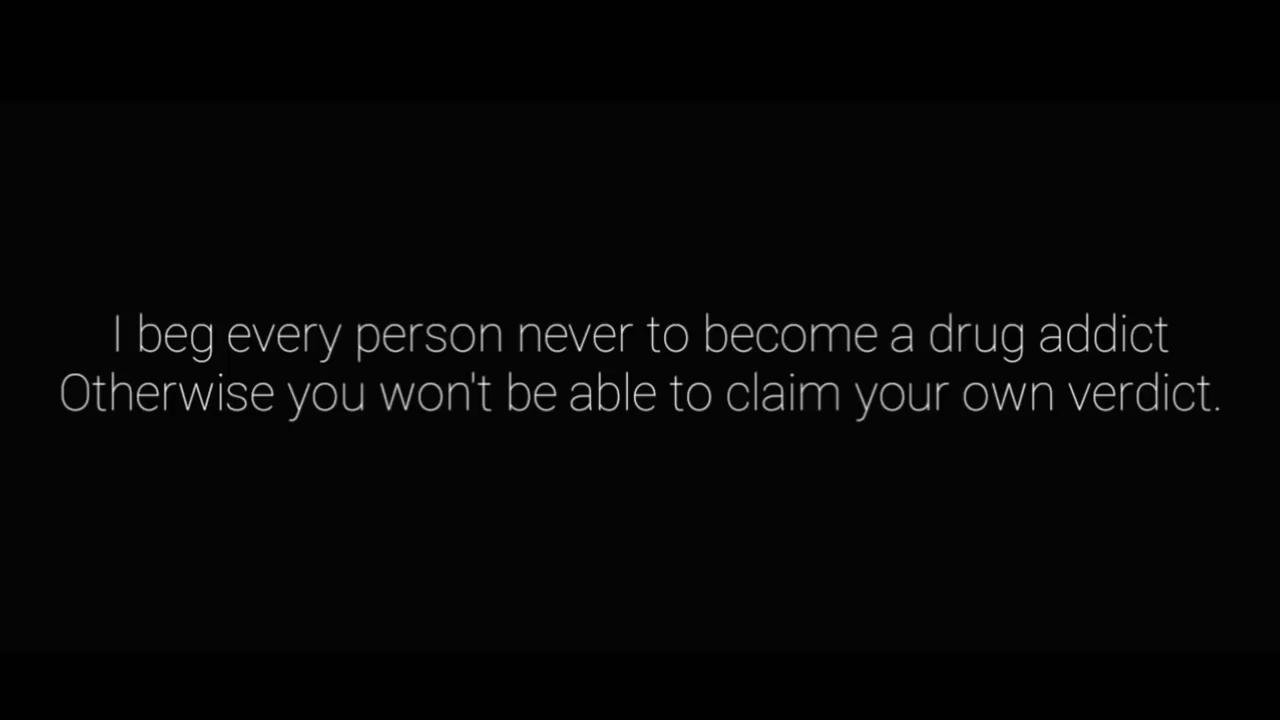 I beg every person never to become a drug addict
Otherwise you won't be able to claim your own verdict.